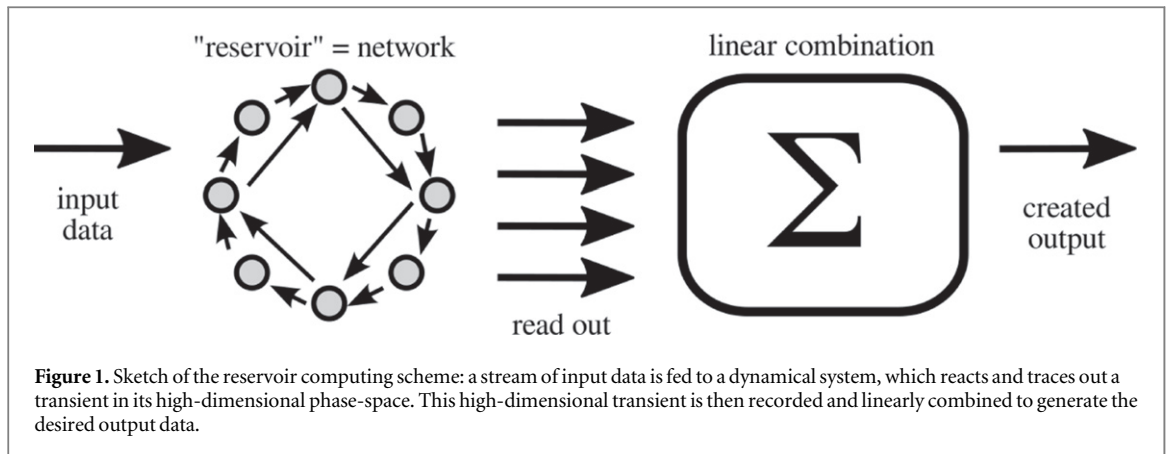 "reservoir" = network
linear combination
Σ
input
data
created
output
read out
Figure 1. Sketch of the reservoir computing scheme: a stream of input data is fed to a dynamical system, which reacts and traces out a
transient in its high-dimensional phase-space. This high-dimensional transient is then recorded and linearly combined to generate the
desired output data.